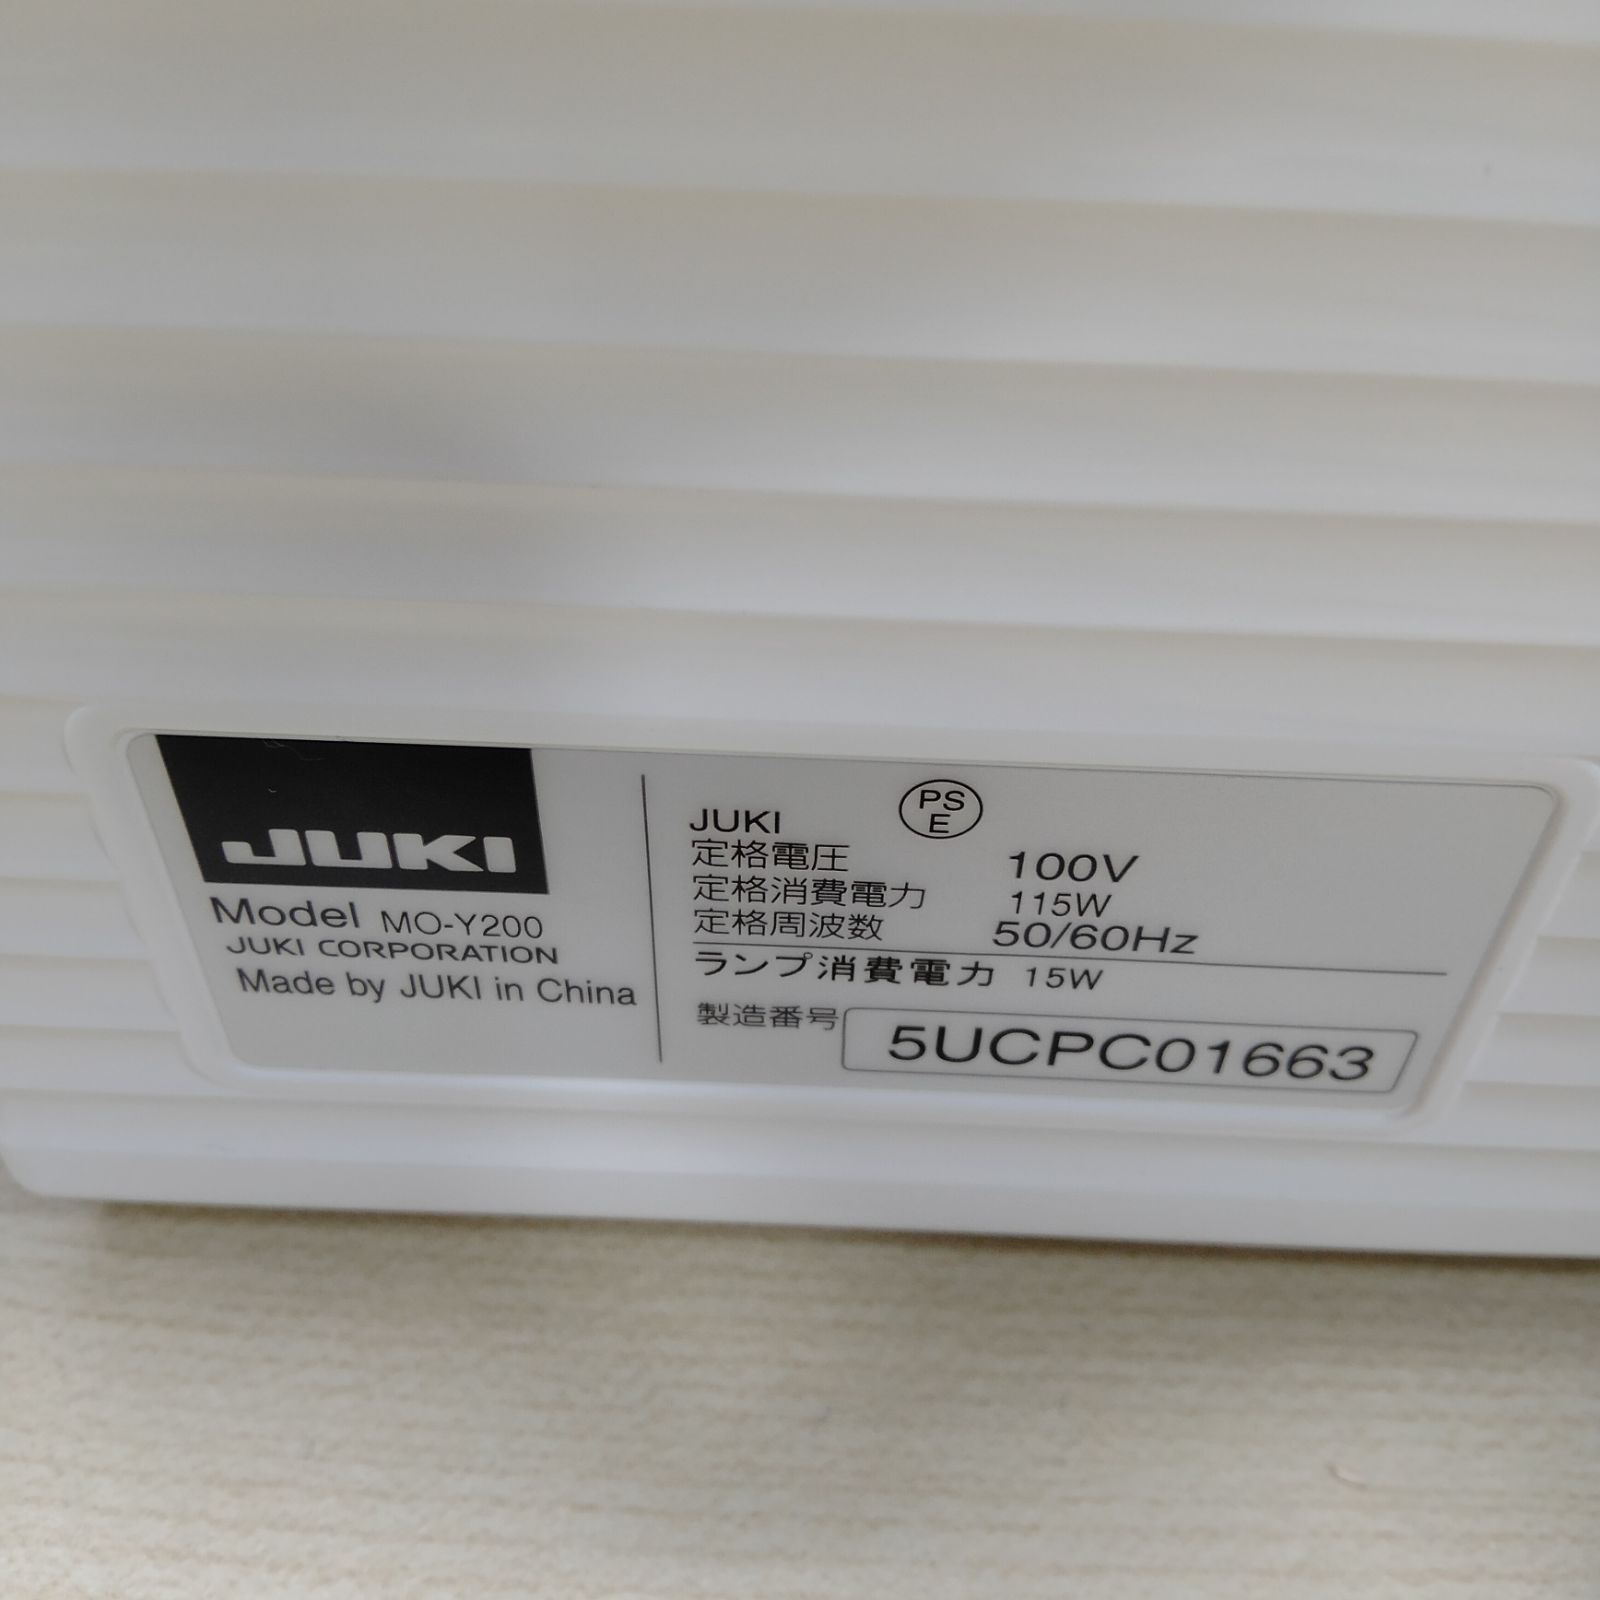 JUKI
Model MO-Y200
JUKI CORPORATION
Made by JUKI in China
JUKI
PS
E
定格電圧 100V
定格消費電力 115W
定格周波数 50/60Hz
ランプ消費電力 15W
製造番号 5UCPC01663